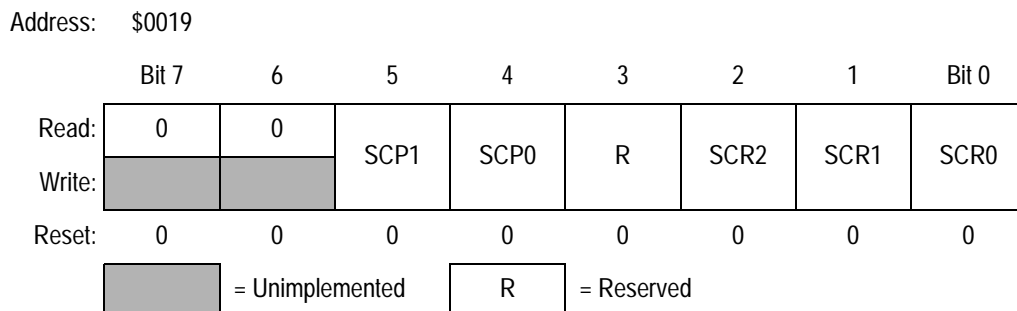 Address: $0019
Bit 7 6 5 4 3 2 1 Bit 0
Read: 0 0 SCP1 SCP0 R SCR2 SCR1 SCR0
Write:
Reset: 0 0 0 0 0 0 0 0
= Unimplemented R = Reserved